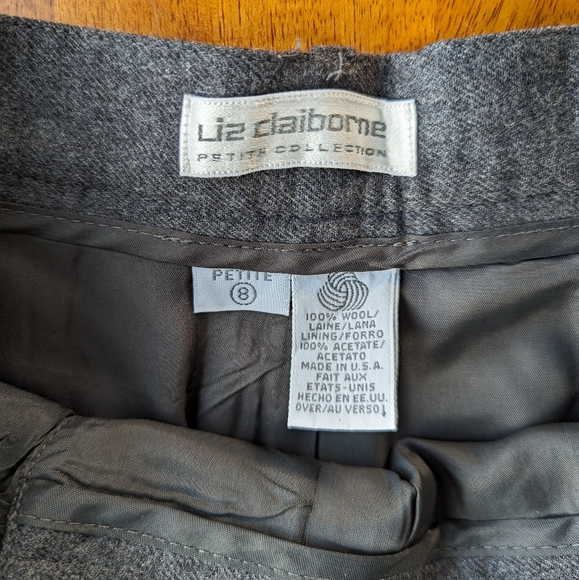 Liz claiborne
PETITE COLLECTION
PETITE
8
100% WOOL/
LAINE/LANA
LINING/FORRO
100% ACETATE/
ACETATO
MADE IN U.S.A.
FAIT AUX
ETATS-UNIS
HECHO EN EE.UU.
OVER/AU VERSO↓